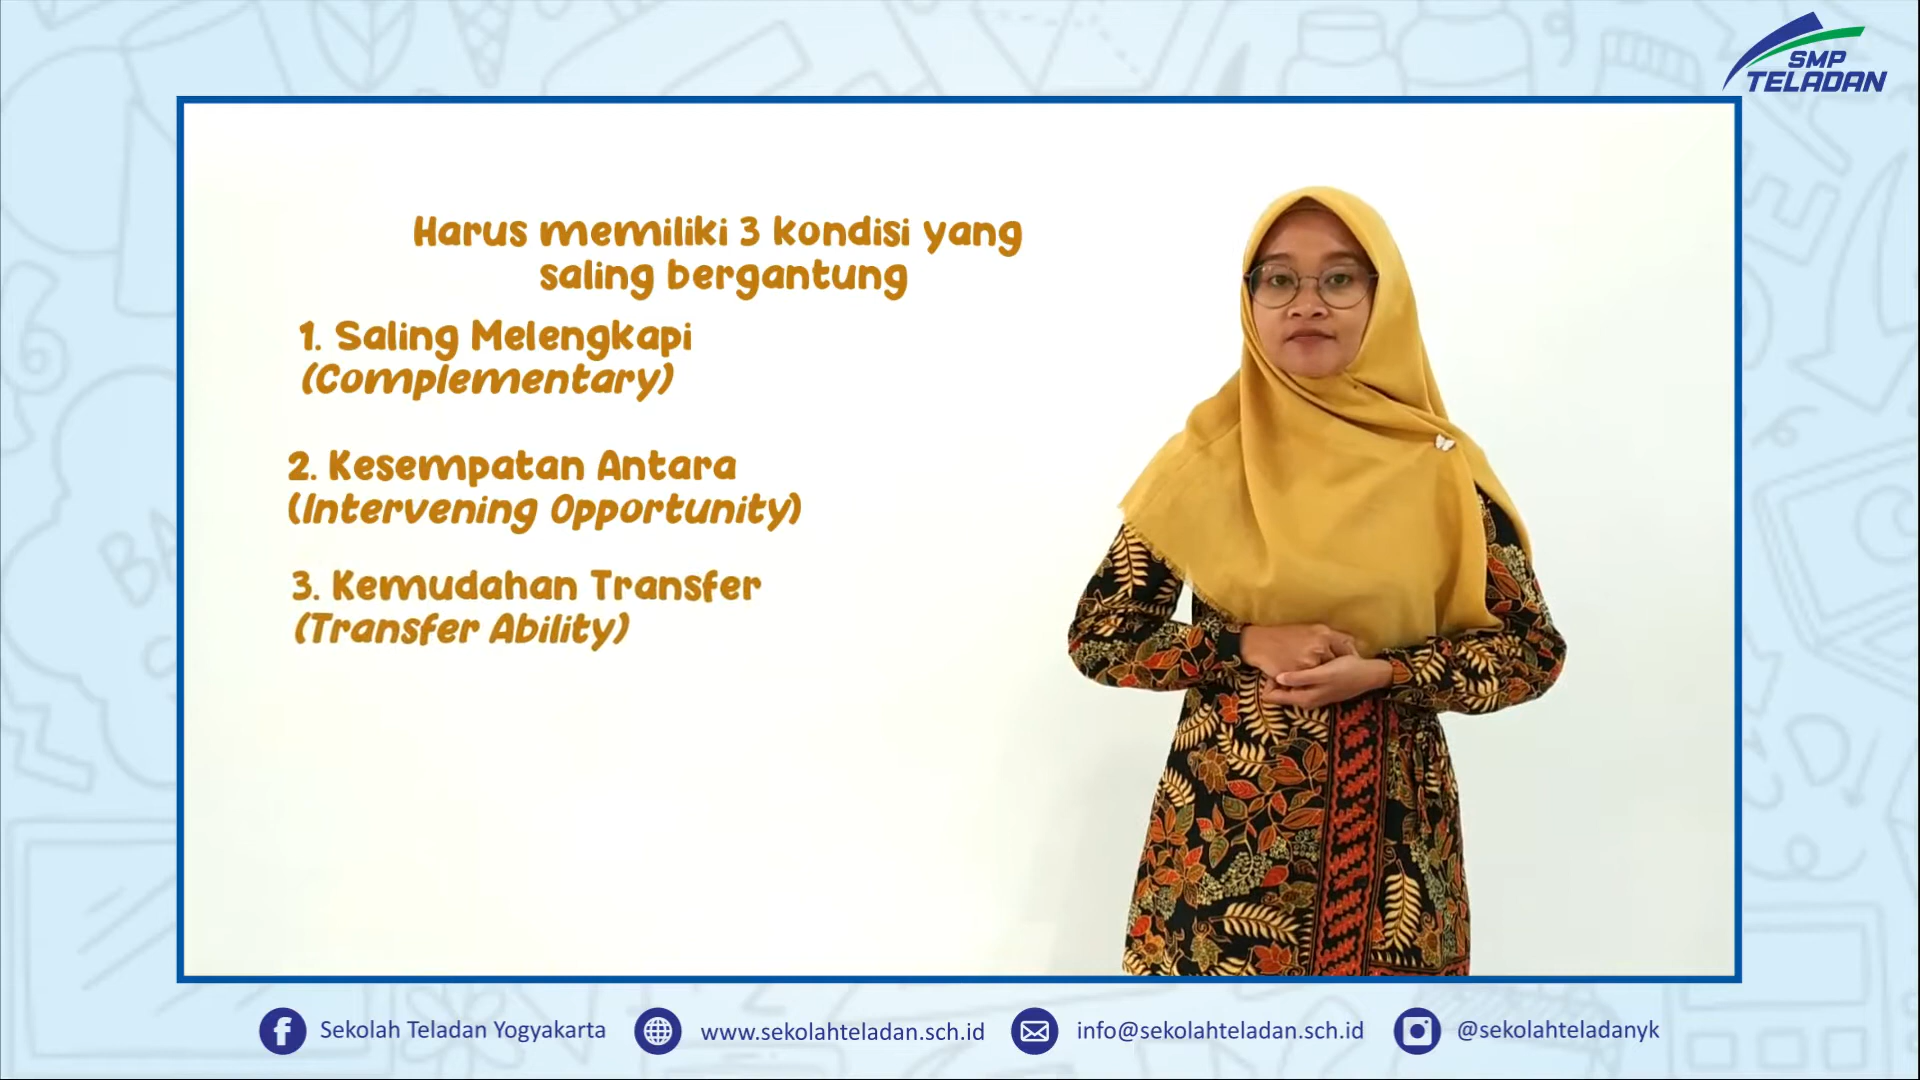 SMP
TELADAN
Harus memiliki 3 kondisi yang
saling bergantung
1. Saling Melengkapi
(Complementary)
2. Kesempatan Antara
(Intervening Opportunity)
3. Kemudahan Transfer
(Transfer Ability)
Sekolah Teladan Yogyakarta
www.sekolahteladan.sch.id
info@sekolahteladan.sch.id
@sekolahteladanyk